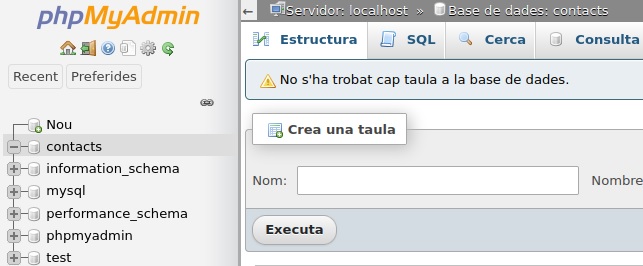 phpMyAdmin
Recent Preferides
Nou
contacts
information_schema
mysql
performance_schema
phpmyadmin
test
Servidor: localhost » Base de dades: contacts
Estructura SQL Cerca Consulta
No s'ha trobat cap taula a la base de dades.
Crea una taula
Nom: Nombre
Executa